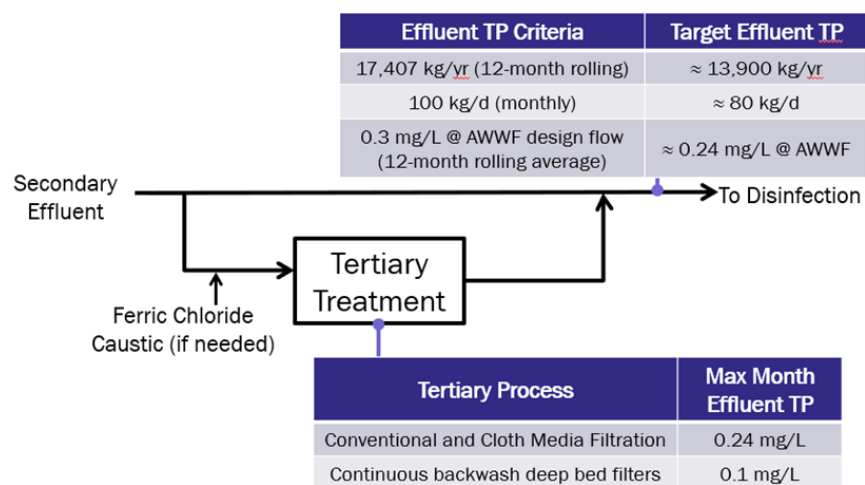 Effluent TP Criteria Target Effluent TP
17,407 kg/yr (12-month rolling) ≈ 13,900 kg/yr
100 kg/d (monthly) ≈ 80 kg/d
0.3 mg/L @ AWWF design flow
(12-month rolling average)
≈ 0.24 mg/L @ AWWF
Secondary
Effluent
To Disinfection
Tertiary
Treatment
Ferric Chloride
Caustic (if needed)
Tertiary Process
Max Month
Effluent TP
Conventional and Cloth Media Filtration 0.24 mg/L
Continuous backwash deep bed filters 0.1 mg/L